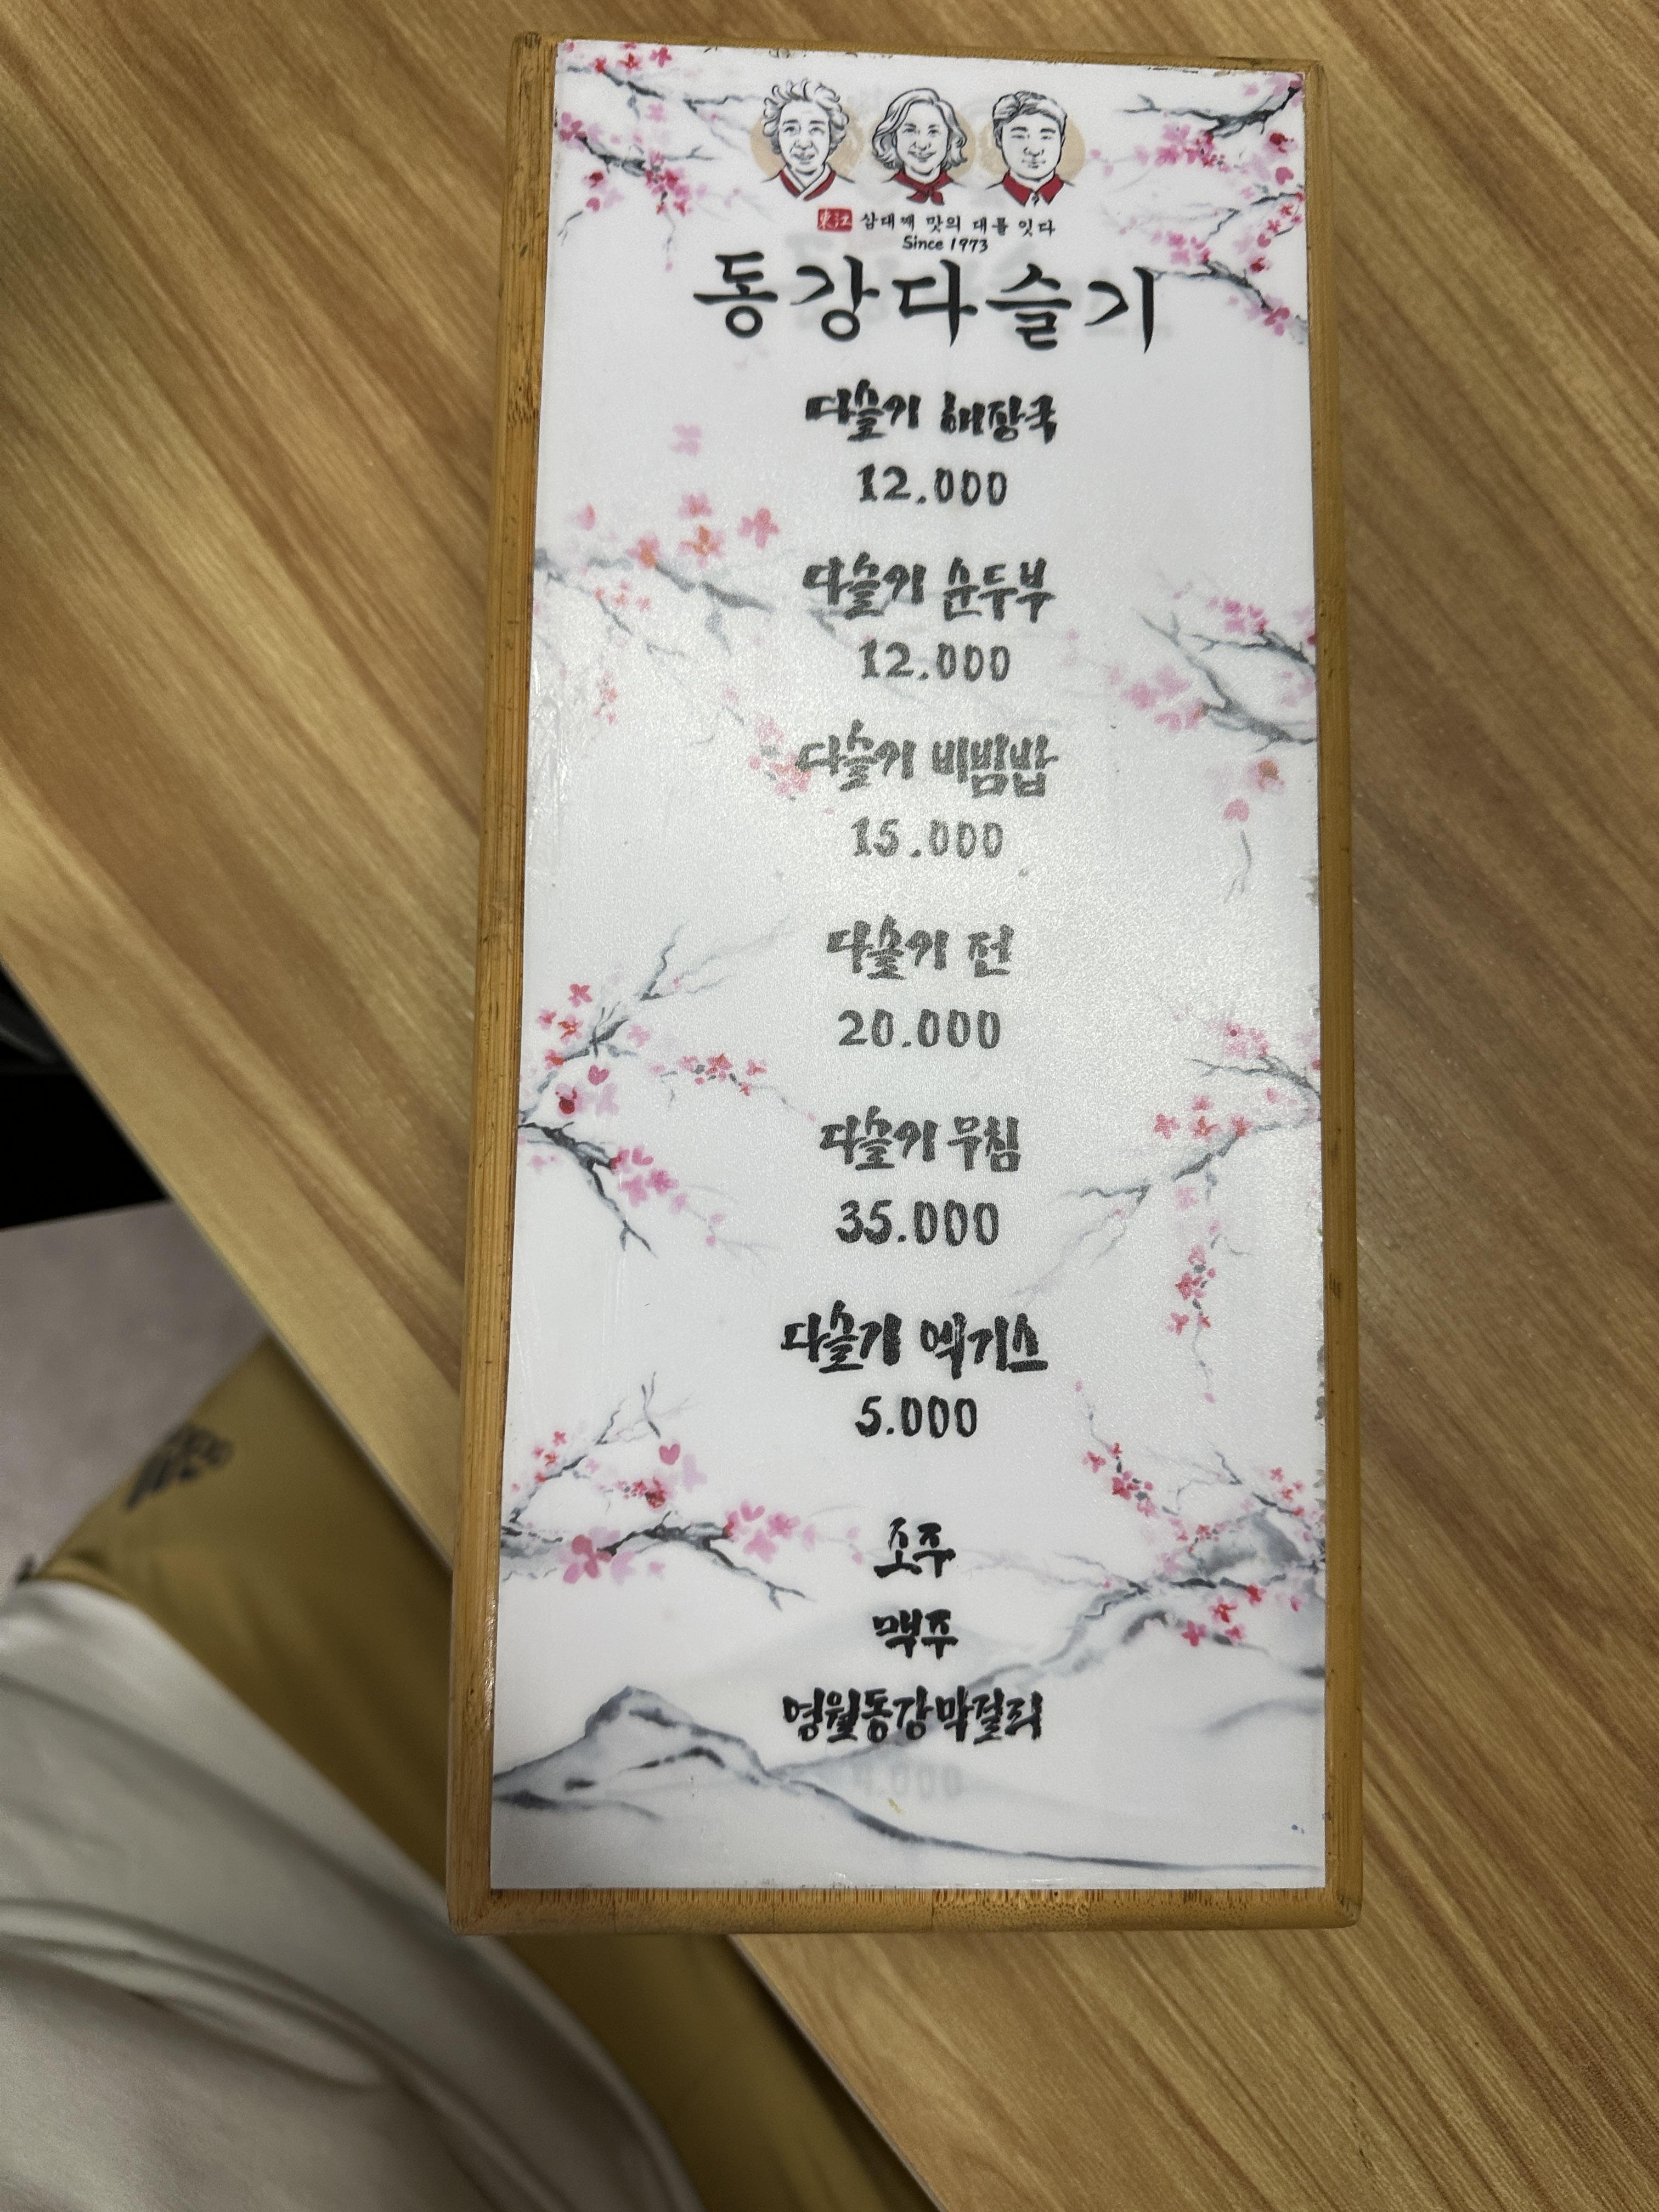 東江 삼대째 맛의 대를 잇다
Since 1973
동강다슬기
다슬기 해장국
12.000
다슬기 순두부
12.000
다슬기 비빔밥
15.000
다슬기 전
20.000
다슬기 무침
35.000
다슬기 엑기스
5.000
소주
맥주
영월동강막걸리